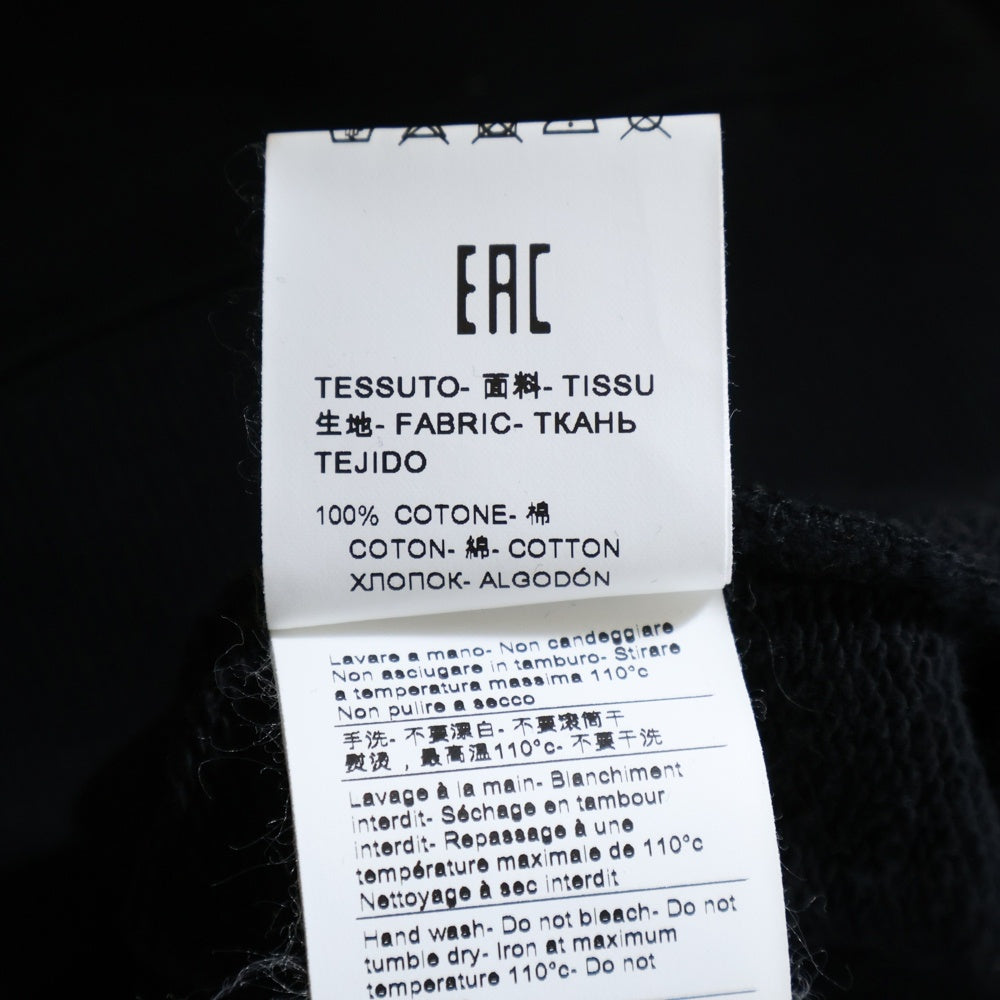 EAC
TESSUTO- 面料- TISSU
生地- FABRIC- ТКАНЬ
TEJIDO
100% COTONE- 棉
COTON- 綿- COTTON
ХЛОПОК- ALGODÓN
Lavare a mano- Non candeggiare
Non asciugare in tamburo- Stirare
a temperatura massima 110°c
Non pulire a secco
手洗- 不要漂白- 不要滚筒干
熨烫，最高温110°c- 不要干洗
Lavage à la main- Blanchiment
interdit- Séchage en tambour
interdit- Repassage à une
température maximale de 110°c
Nettoyage à sec interdit
Hand wash- Do not bleach- Do not
tumble dry- Iron at maximum
temperature 110°c- Do not